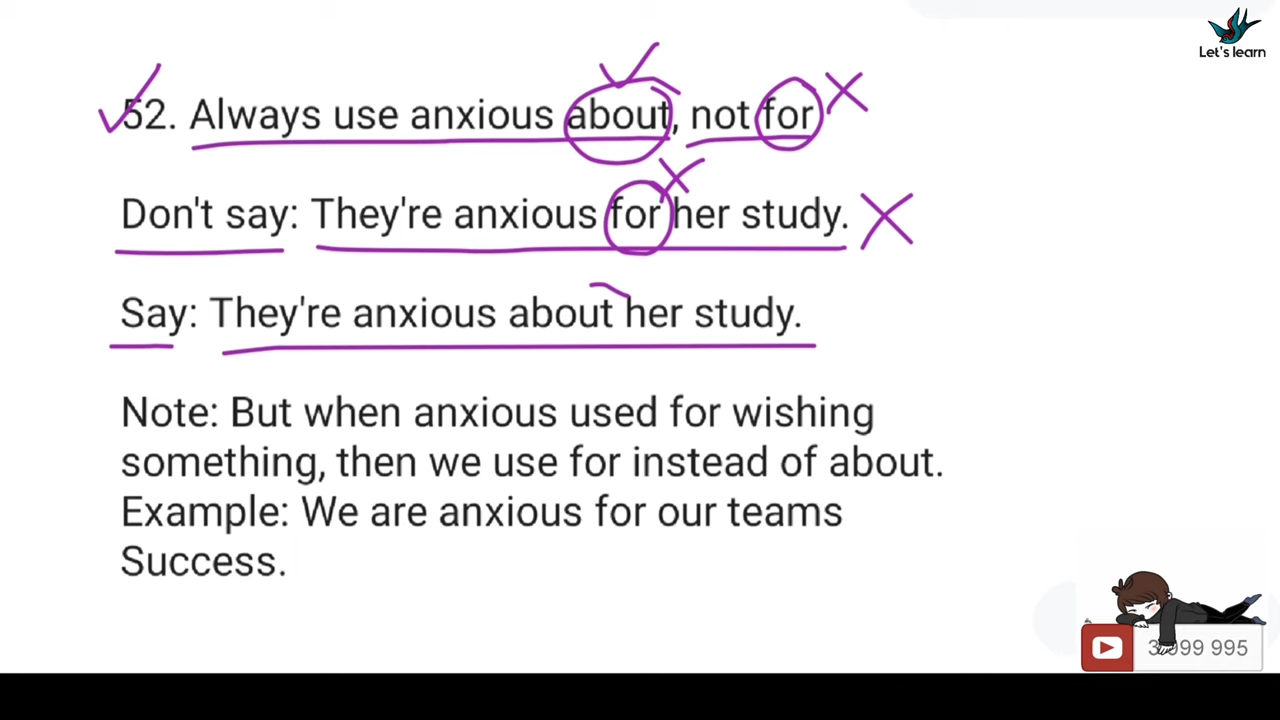 Let's learn
52. Always use anxious about, not for
Don't say: They're anxious for her study.
Say: They're anxious about her study.
Note: But when anxious used for wishing
something, then we use for instead of about.
Example: We are anxious for our teams
Success.
995